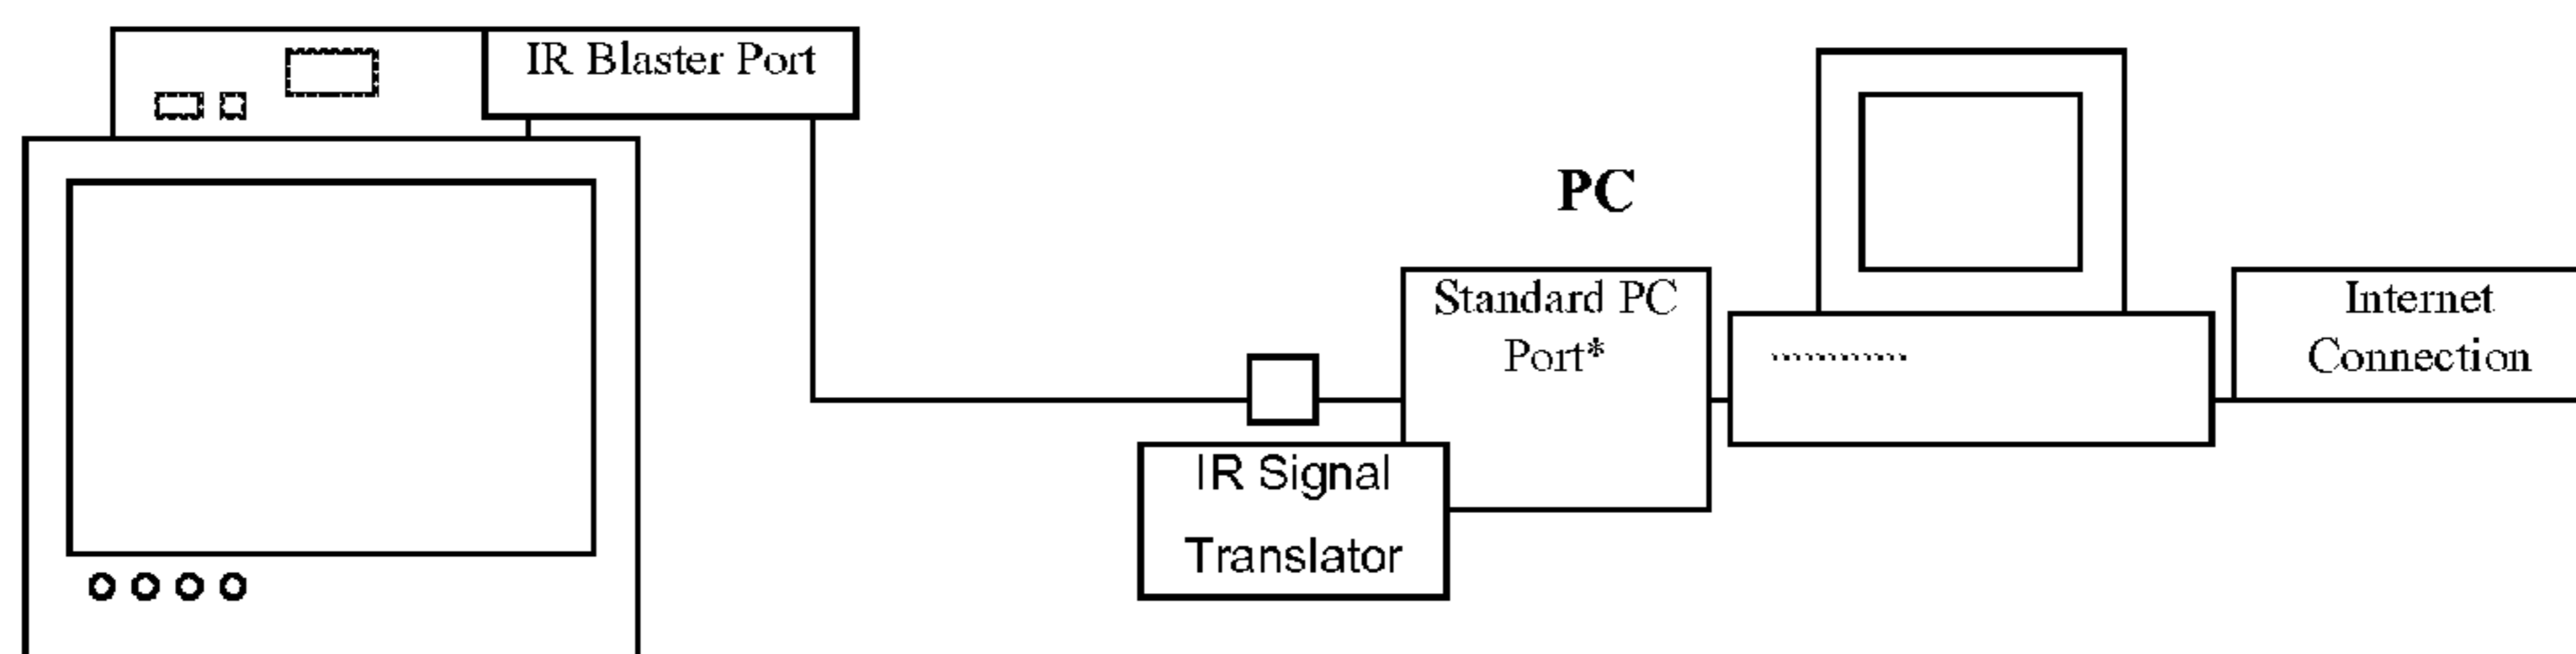 IR Blaster Port
PC
Standard PC
Port*
Internet
Connection
IR Signal
Translator